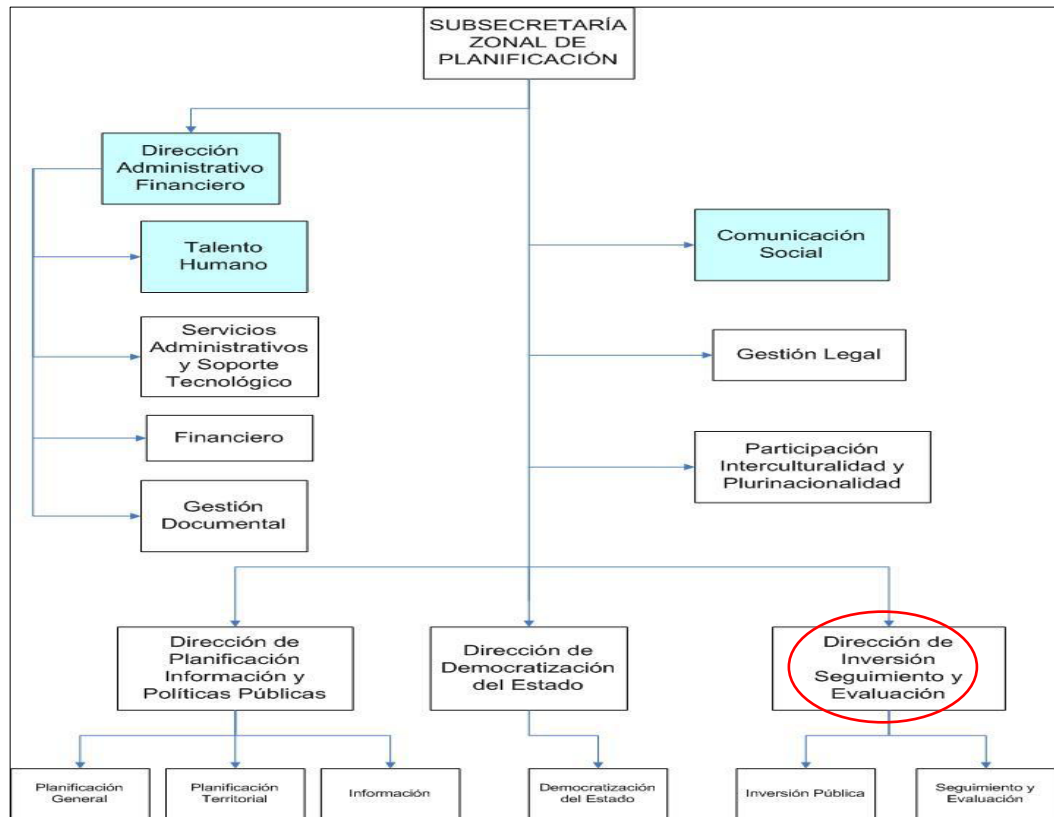 SUBSECRETARÍA
ZONAL DE
PLANIFICACIÓN
Dirección
Administrativo
Financiero
Talento
Humano
Servicios
Administrativos
y Soporte
Tecnológico
Financiero
Gestión
Documental
Comunicación
Social
Gestión Legal
Participación
Interculturalidad y
Plurinacionalidad
Dirección de
Planificación
Información y
Políticas Públicas
Dirección de
Democratización
del Estado
Dirección de
Inversión
Seguimiento y
Evaluación
Planificación
General
Planificación
Territorial
Información
Democratización
del Estado
Inversión Pública
Seguimiento y
Evaluación